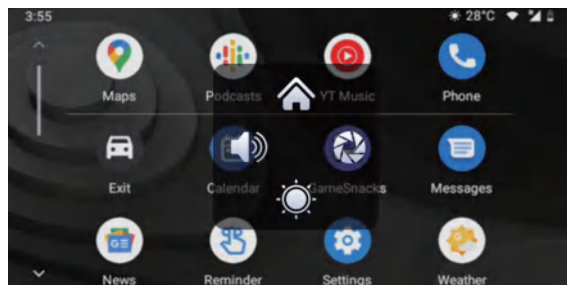 3:55 28°C
Maps Podcasts YT Music Phone
Exit Calendar GameSnacks Messages
News Reminder Settings Weather